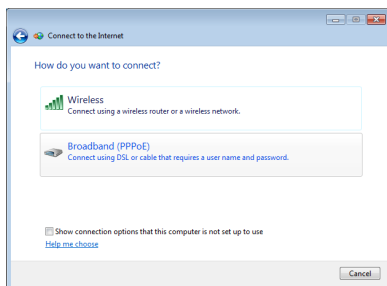 Connect to the Internet
How do you want to connect?
Wireless
Connect using a wireless router or a wireless network.
Broadband (PPPoE)
Connect using DSL or cable that requires a user name and password.
Show connection options that this computer is not set up to use
Help me choose
Cancel